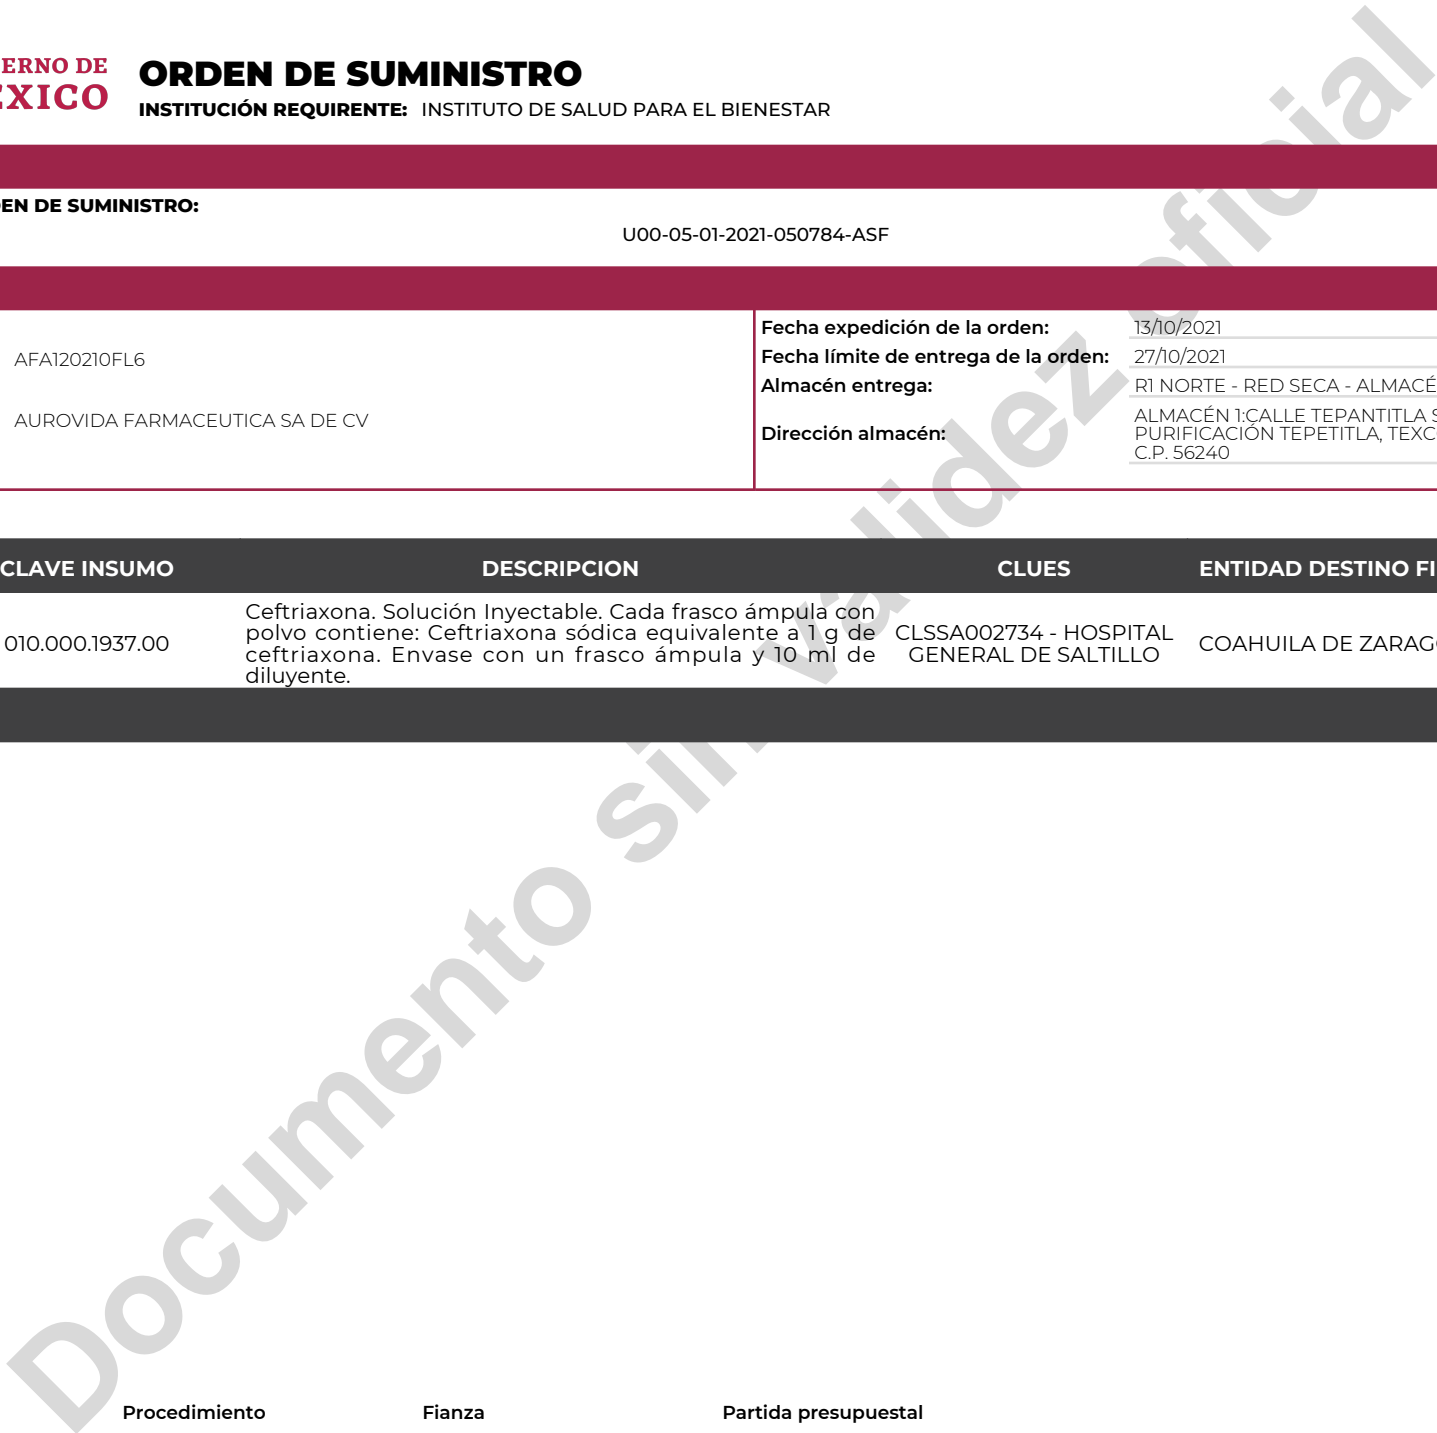 ERNO DE
ÉXICO
ORDEN DE SUMINISTRO
INSTITUCIÓN REQUIRENTE: INSTITUTO DE SALUD PARA EL BIENESTAR
EN DE SUMINISTRO:
U00-05-01-2021-050784-ASF
AFA120210FL6
AUROVIDA FARMACEUTICA SA DE CV
Fecha expedición de la orden: 13/10/2021
Fecha límite de entrega de la orden: 27/10/2021
Almacén entrega: R1 NORTE - RED SECA - ALMACÉ
Dirección almacén:
ALMACÉN 1:CALLE TEPANTITLA S
PURIFICACIÓN TEPETITLA, TEXC
C.P. 56240
CLAVE INSUMO DESCRIPCION CLUES ENTIDAD DESTINO FI
010.000.1937.00
Ceftriaxona. Solución Inyectable. Cada frasco ámpula con
polvo contiene: Ceftriaxona sódica equivalente a 1 g de
ceftriaxona. Envase con un frasco ámpula y 10 ml de
diluyente.
CLSSA002734 - HOSPITAL
GENERAL DE SALTILLO
COAHUILA DE ZARAG
Documento sin validez oficial
Procedimiento Fianza Partida presupuestal